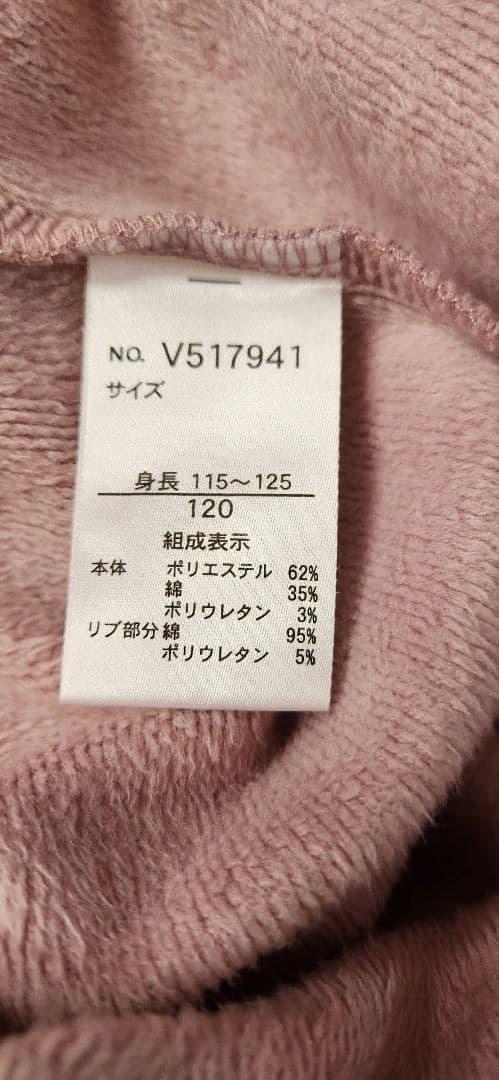 NO. V517941
サイズ
身長 115～125
120
組成表示
本体 ポリエステル 62%
綿 35%
ポリウレタン 3%
リブ部分 綿 95%
ポリウレタン 5%